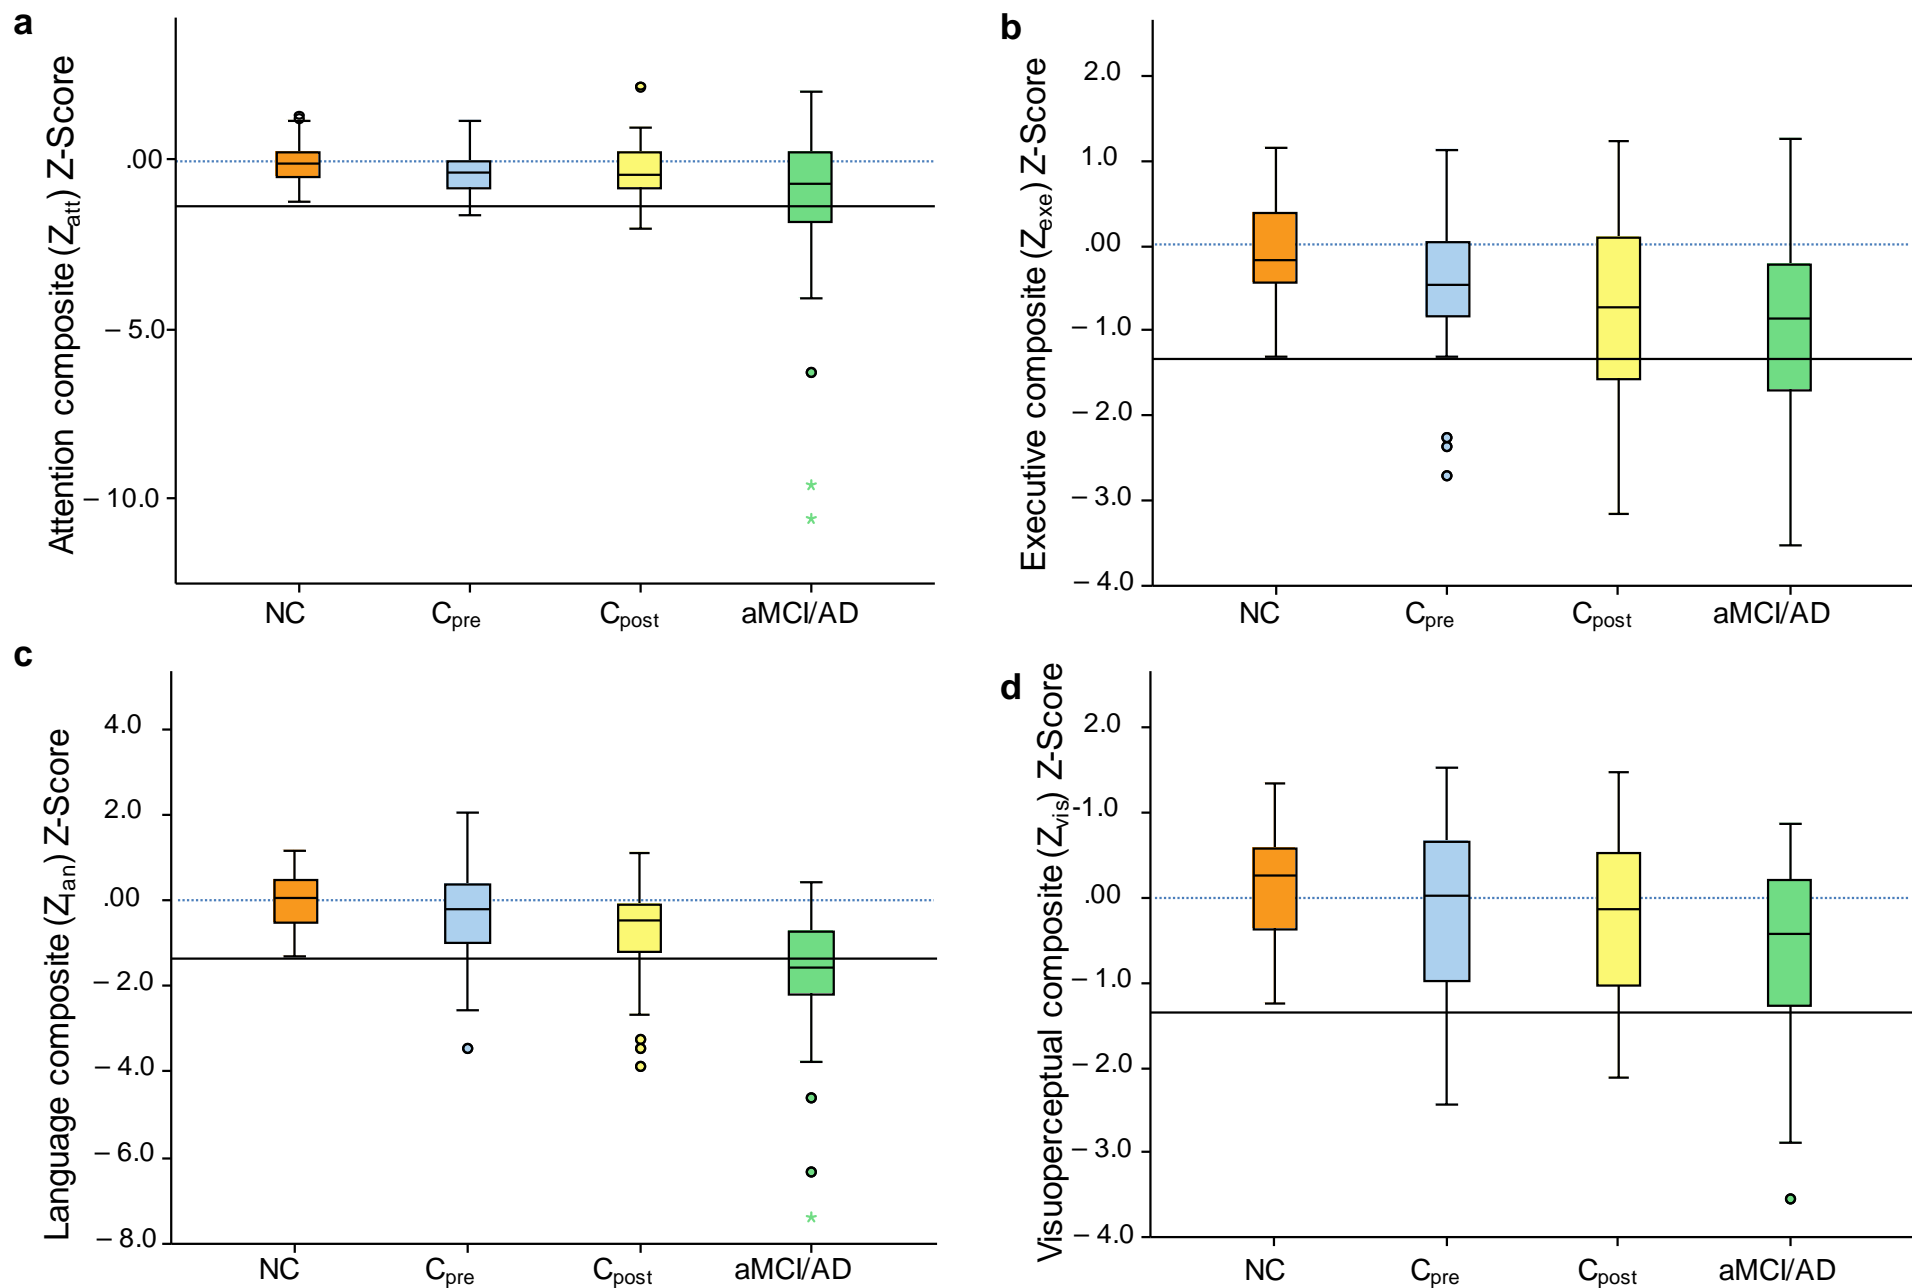 a
Attention composite (Zatt) Z-Score
.00
– 5.0
– 10.0
NC Cpre Cpost aMCI/AD
b
Executive composite (Zexe) Z-Score
2.0
1.0
.00
– 1.0
– 2.0
– 3.0
– 4.0
NC Cpre Cpost aMCI/AD
c
Language composite (Zlan) Z-Score
4.0
2.0
.00
– 2.0
– 4.0
– 6.0
– 8.0
NC Cpre Cpost aMCI/AD
d
Visuoperceptual composite (Zvis) Z-Score
2.0
-1.0
.00
– 1.0
– 2.0
– 3.0
– 4.0
NC Cpre Cpost aMCI/AD